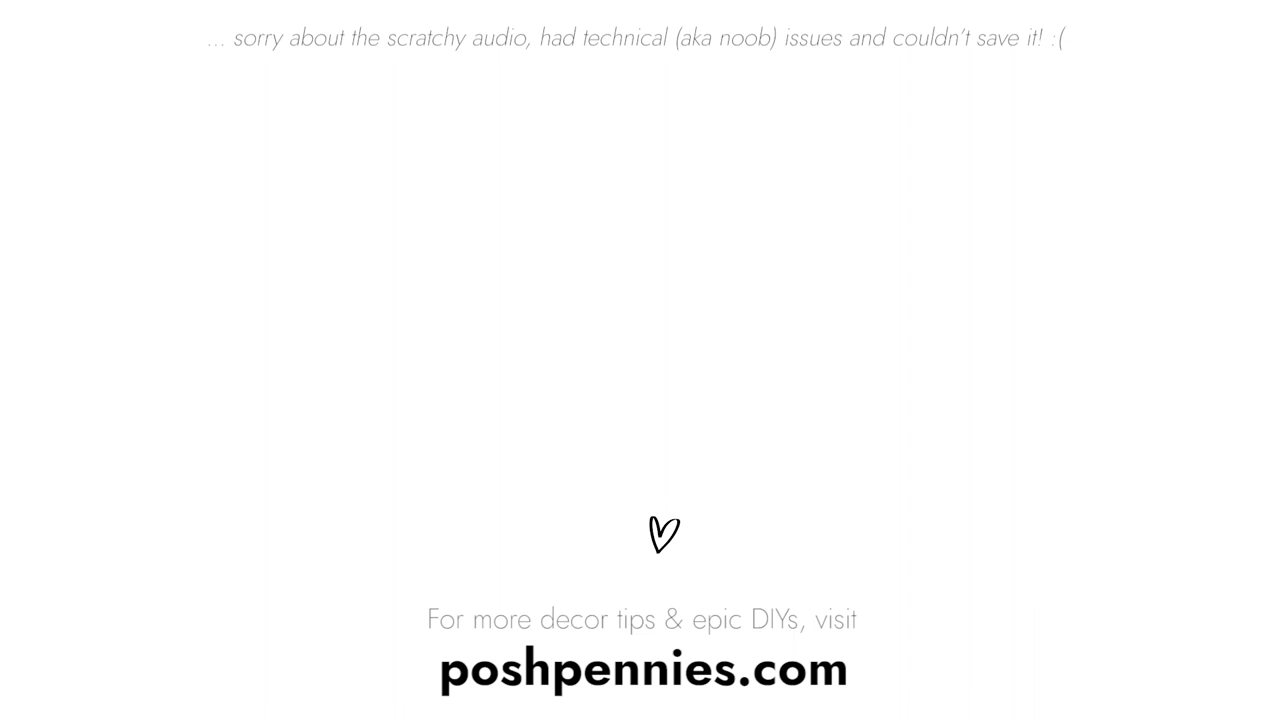 ... sorry about the scratchy audio, had technical (aka noob) issues and couldn't save it! :(
For more decor tips & epic DIYs, visit
poshpennies.com